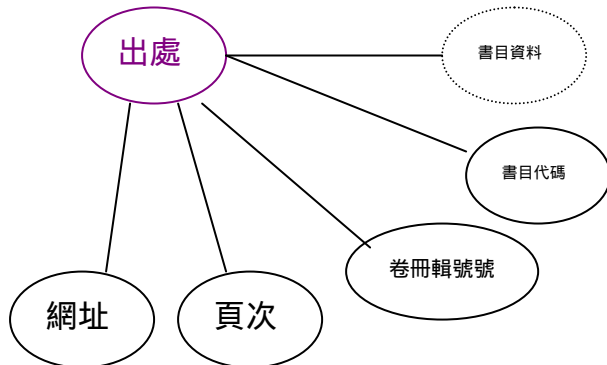 出處
書目資料
書目代碼
卷冊輯號號
網址
頁次